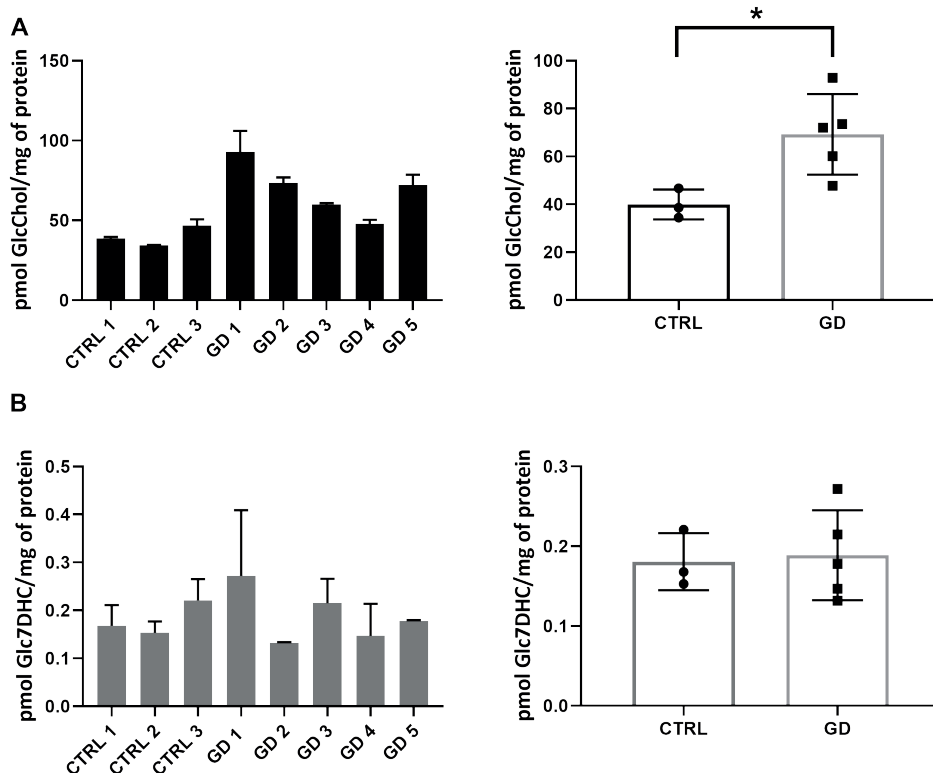 A
pmol GlcChol/mg of protein
150
100
50
0
CTRL 1
CTRL 2
CTRL 3
GD 1
GD 2
GD 3
GD 4
GD 5
*
pmol GlcChol/mg of protein
100
80
60
40
20
0
CTRL
GD
B
pmol Glc7DHC/mg of protein
0.5
0.4
0.3
0.2
0.1
0.0
CTRL 1
CTRL 2
CTRL 3
GD 1
GD 2
GD 3
GD 4
GD 5
pmol Glc7DHC/mg of protein
0.3
0.2
0.1
0.0
CTRL
GD